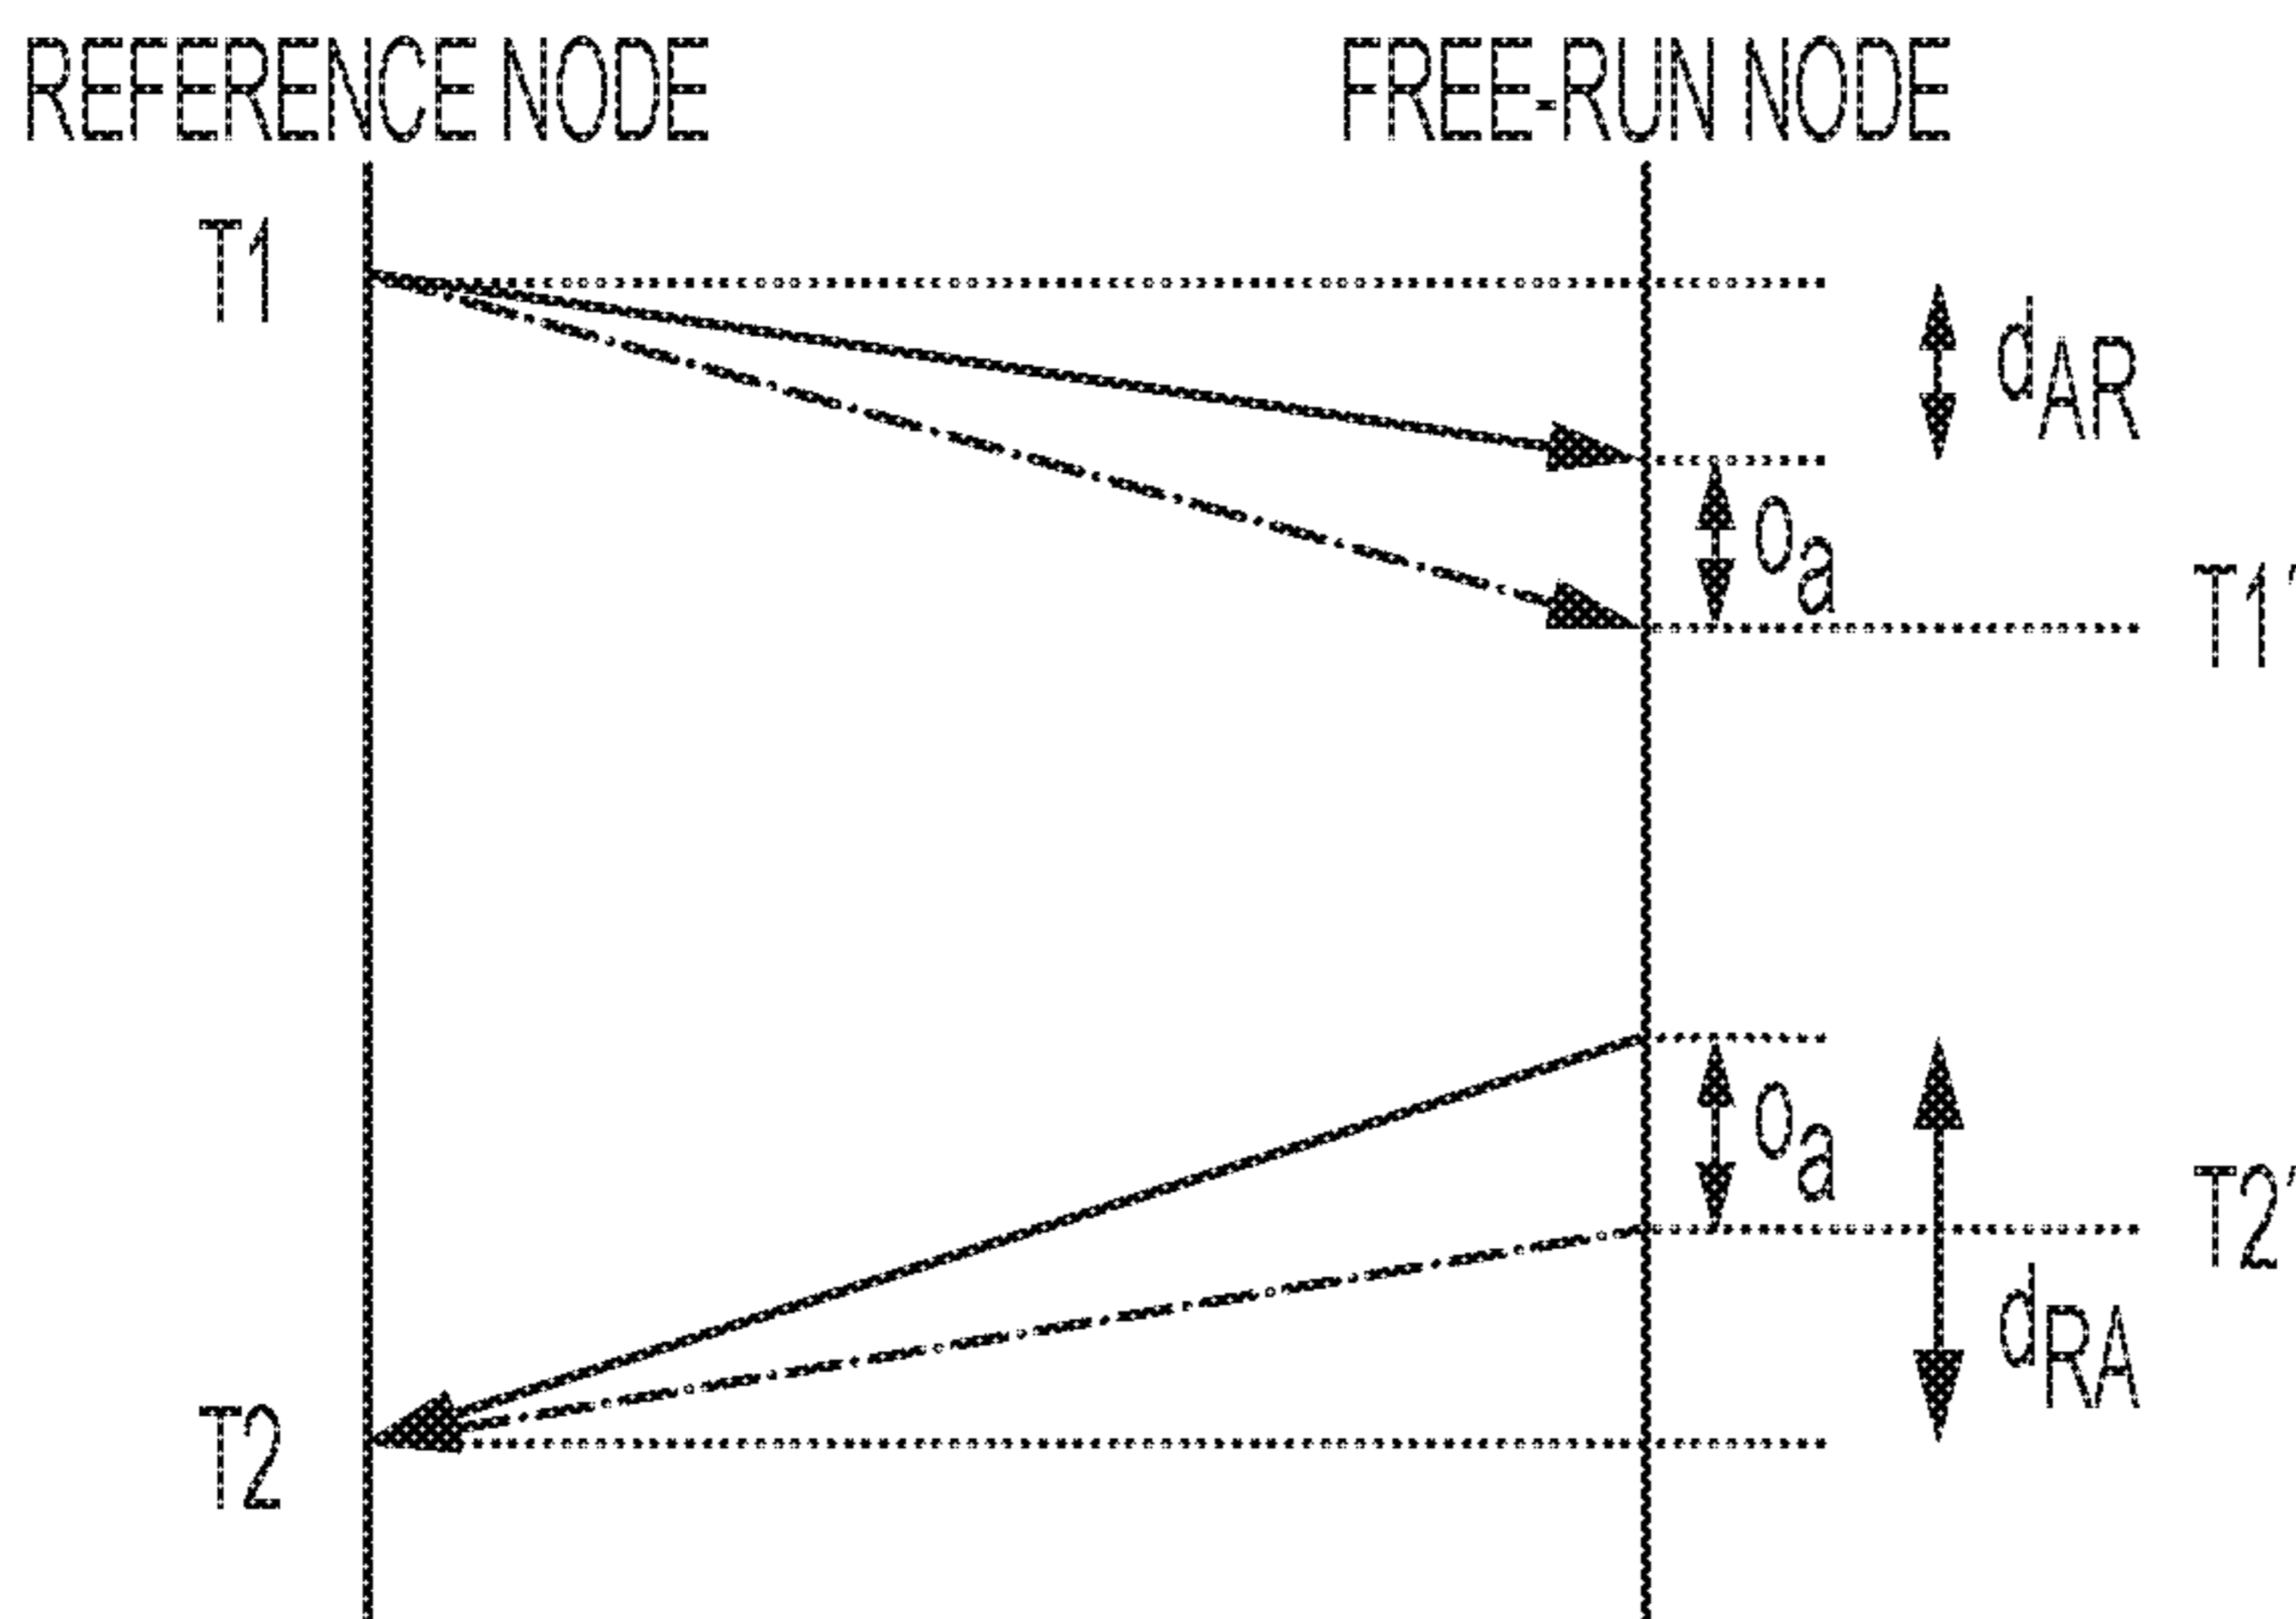 REFERENCE NODE
FREE-RUN NODE
T1
dAR
oa
T1'
oa
T2'
dRA
T2